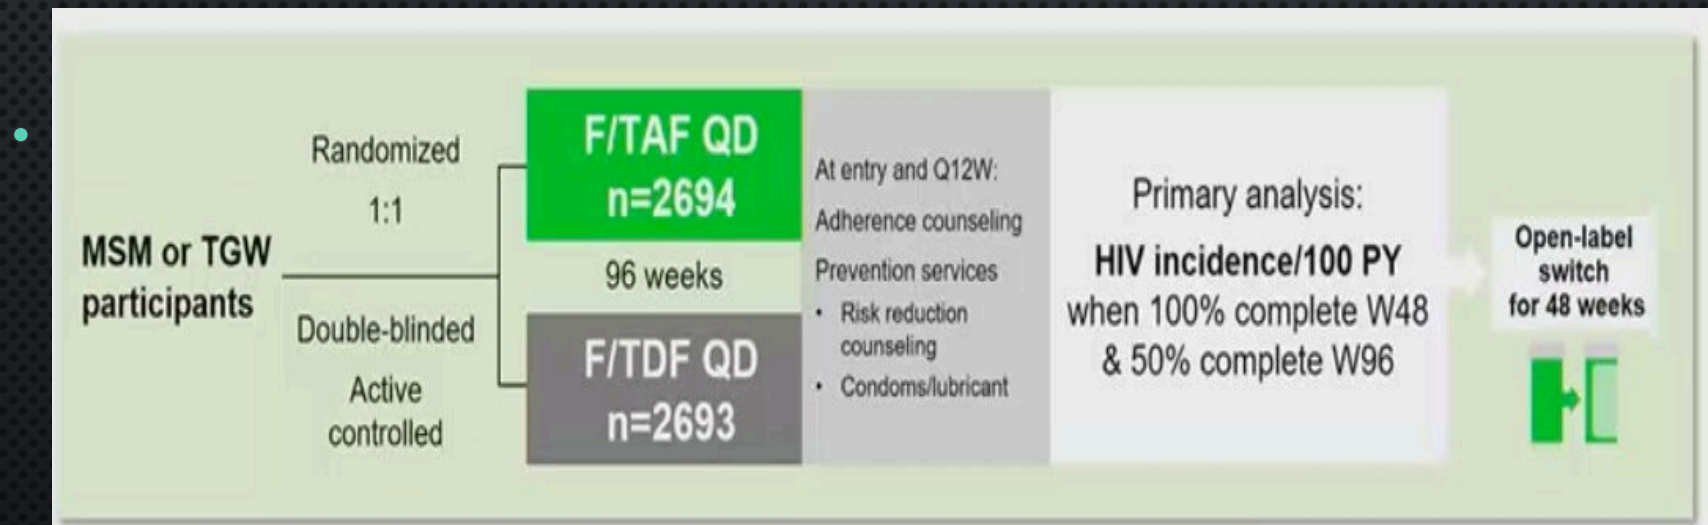 MSM or TGW
participants
Randomized
1:1
Double-blinded
Active
controlled
F/TAF QD
n=2694
96 weeks
F/TDF QD
n=2693
At entry and Q12W:
Adherence counseling
Prevention services
• Risk reduction
counseling
• Condoms/lubricant
Primary analysis:
HIV incidence/100 PY
when 100% complete W48
& 50% complete W96
Open-label
switch
for 48 weeks